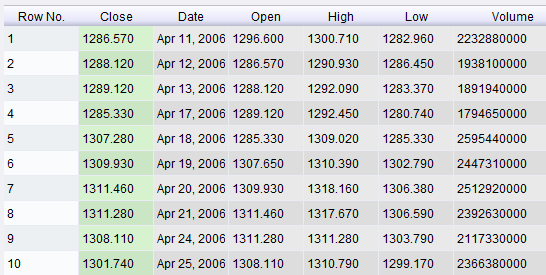 Row No. Close Date Open High Low Volume
1 1286.570 Apr 11, 2006 1296.600 1300.710 1282.960 2232880000
2 1288.120 Apr 12, 2006 1286.570 1290.930 1286.450 1938100000
3 1289.120 Apr 13, 2006 1288.120 1292.090 1283.370 1891940000
4 1285.330 Apr 17, 2006 1289.120 1292.450 1280.740 1794650000
5 1307.280 Apr 18, 2006 1285.330 1309.020 1285.330 2595440000
6 1309.930 Apr 19, 2006 1307.650 1310.390 1302.790 2447310000
7 1311.460 Apr 20, 2006 1309.930 1318.160 1306.380 2512920000
8 1311.280 Apr 21, 2006 1311.460 1317.670 1306.590 2392630000
9 1308.110 Apr 24, 2006 1311.280 1311.280 1303.790 2117330000
10 1301.740 Apr 25, 2006 1308.110 1310.790 1299.170 2366380000